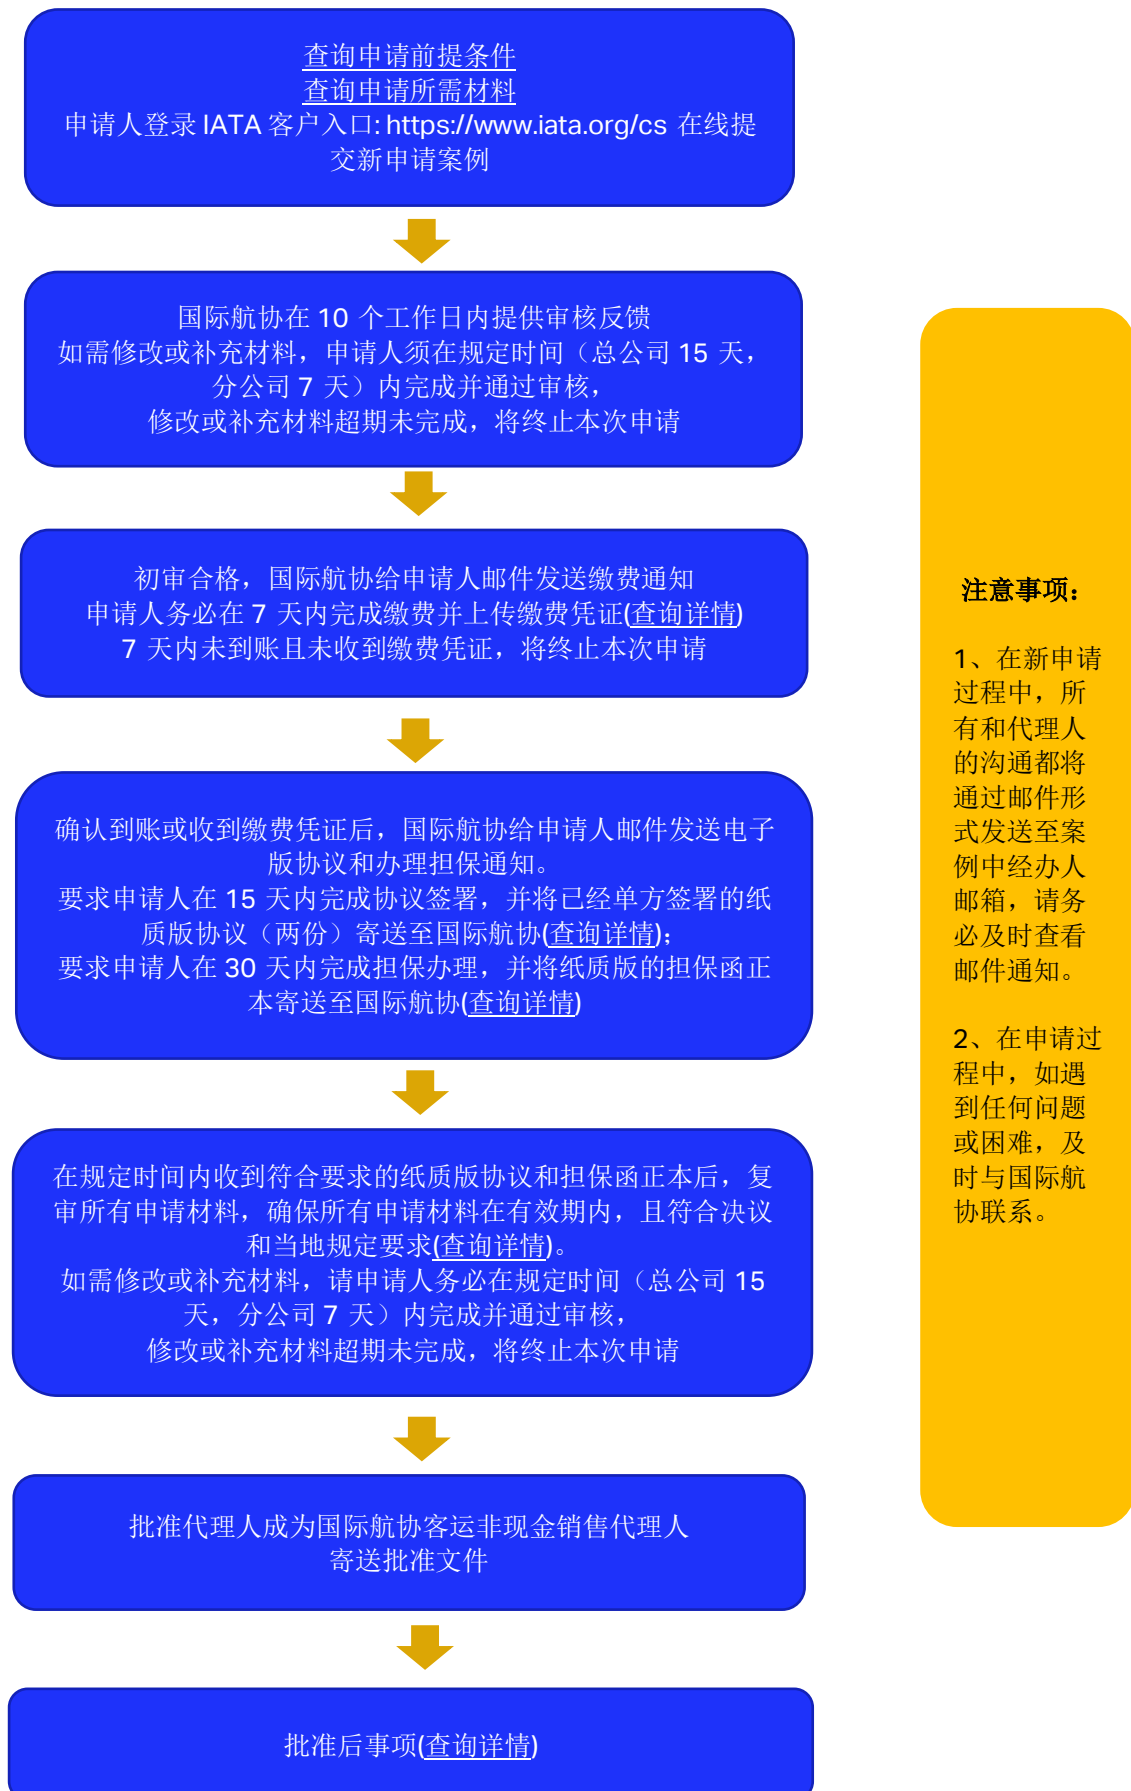 查询申请前提条件
查询申请所需材料
申请人登录 IATA 客户入口: https://www.iata.org/cs 在线提
交新申请案例
国际航协在 10 个工作日内提供审核反馈
如需修改或补充材料，申请人须在规定时间（总公司 15 天，
分公司 7 天）内完成并通过审核，
修改或补充材料超期未完成，将终止本次申请
初审合格，国际航协给申请人邮件发送缴费通知
申请人务必在 7 天内完成缴费并上传缴费凭证(查询详情)
7 天内未到账且未收到缴费凭证，将终止本次申请
确认到账或收到缴费凭证后，国际航协给申请人邮件发送电子
版协议和办理担保通知。
要求申请人在 15 天内完成协议签署，并将已经单方签署的纸
质版协议（两份）寄送至国际航协(查询详情)；
要求申请人在 30 天内完成担保办理，并将纸质版的担保函正
本寄送至国际航协(查询详情)
在规定时间内收到符合要求的纸质版协议和担保函正本后，复
审所有申请材料，确保所有申请材料在有效期内，且符合决议
和当地规定要求(查询详情)。
如需修改或补充材料，请申请人务必在规定时间（总公司 15
天，分公司 7 天）内完成并通过审核，
修改或补充材料超期未完成，将终止本次申请
批准代理人成为国际航协客运非现金销售代理人
寄送批准文件
批准后事项(查询详情)
注意事项：
1、在新申请
过程中，所
有和代理人
的沟通都将
通过邮件形
式发送至案
例中经办人
邮箱，请务
必及时查看
邮件通知。
2、在申请过
程中，如遇
到任何问题
或困难，及
时与国际航
协联系。